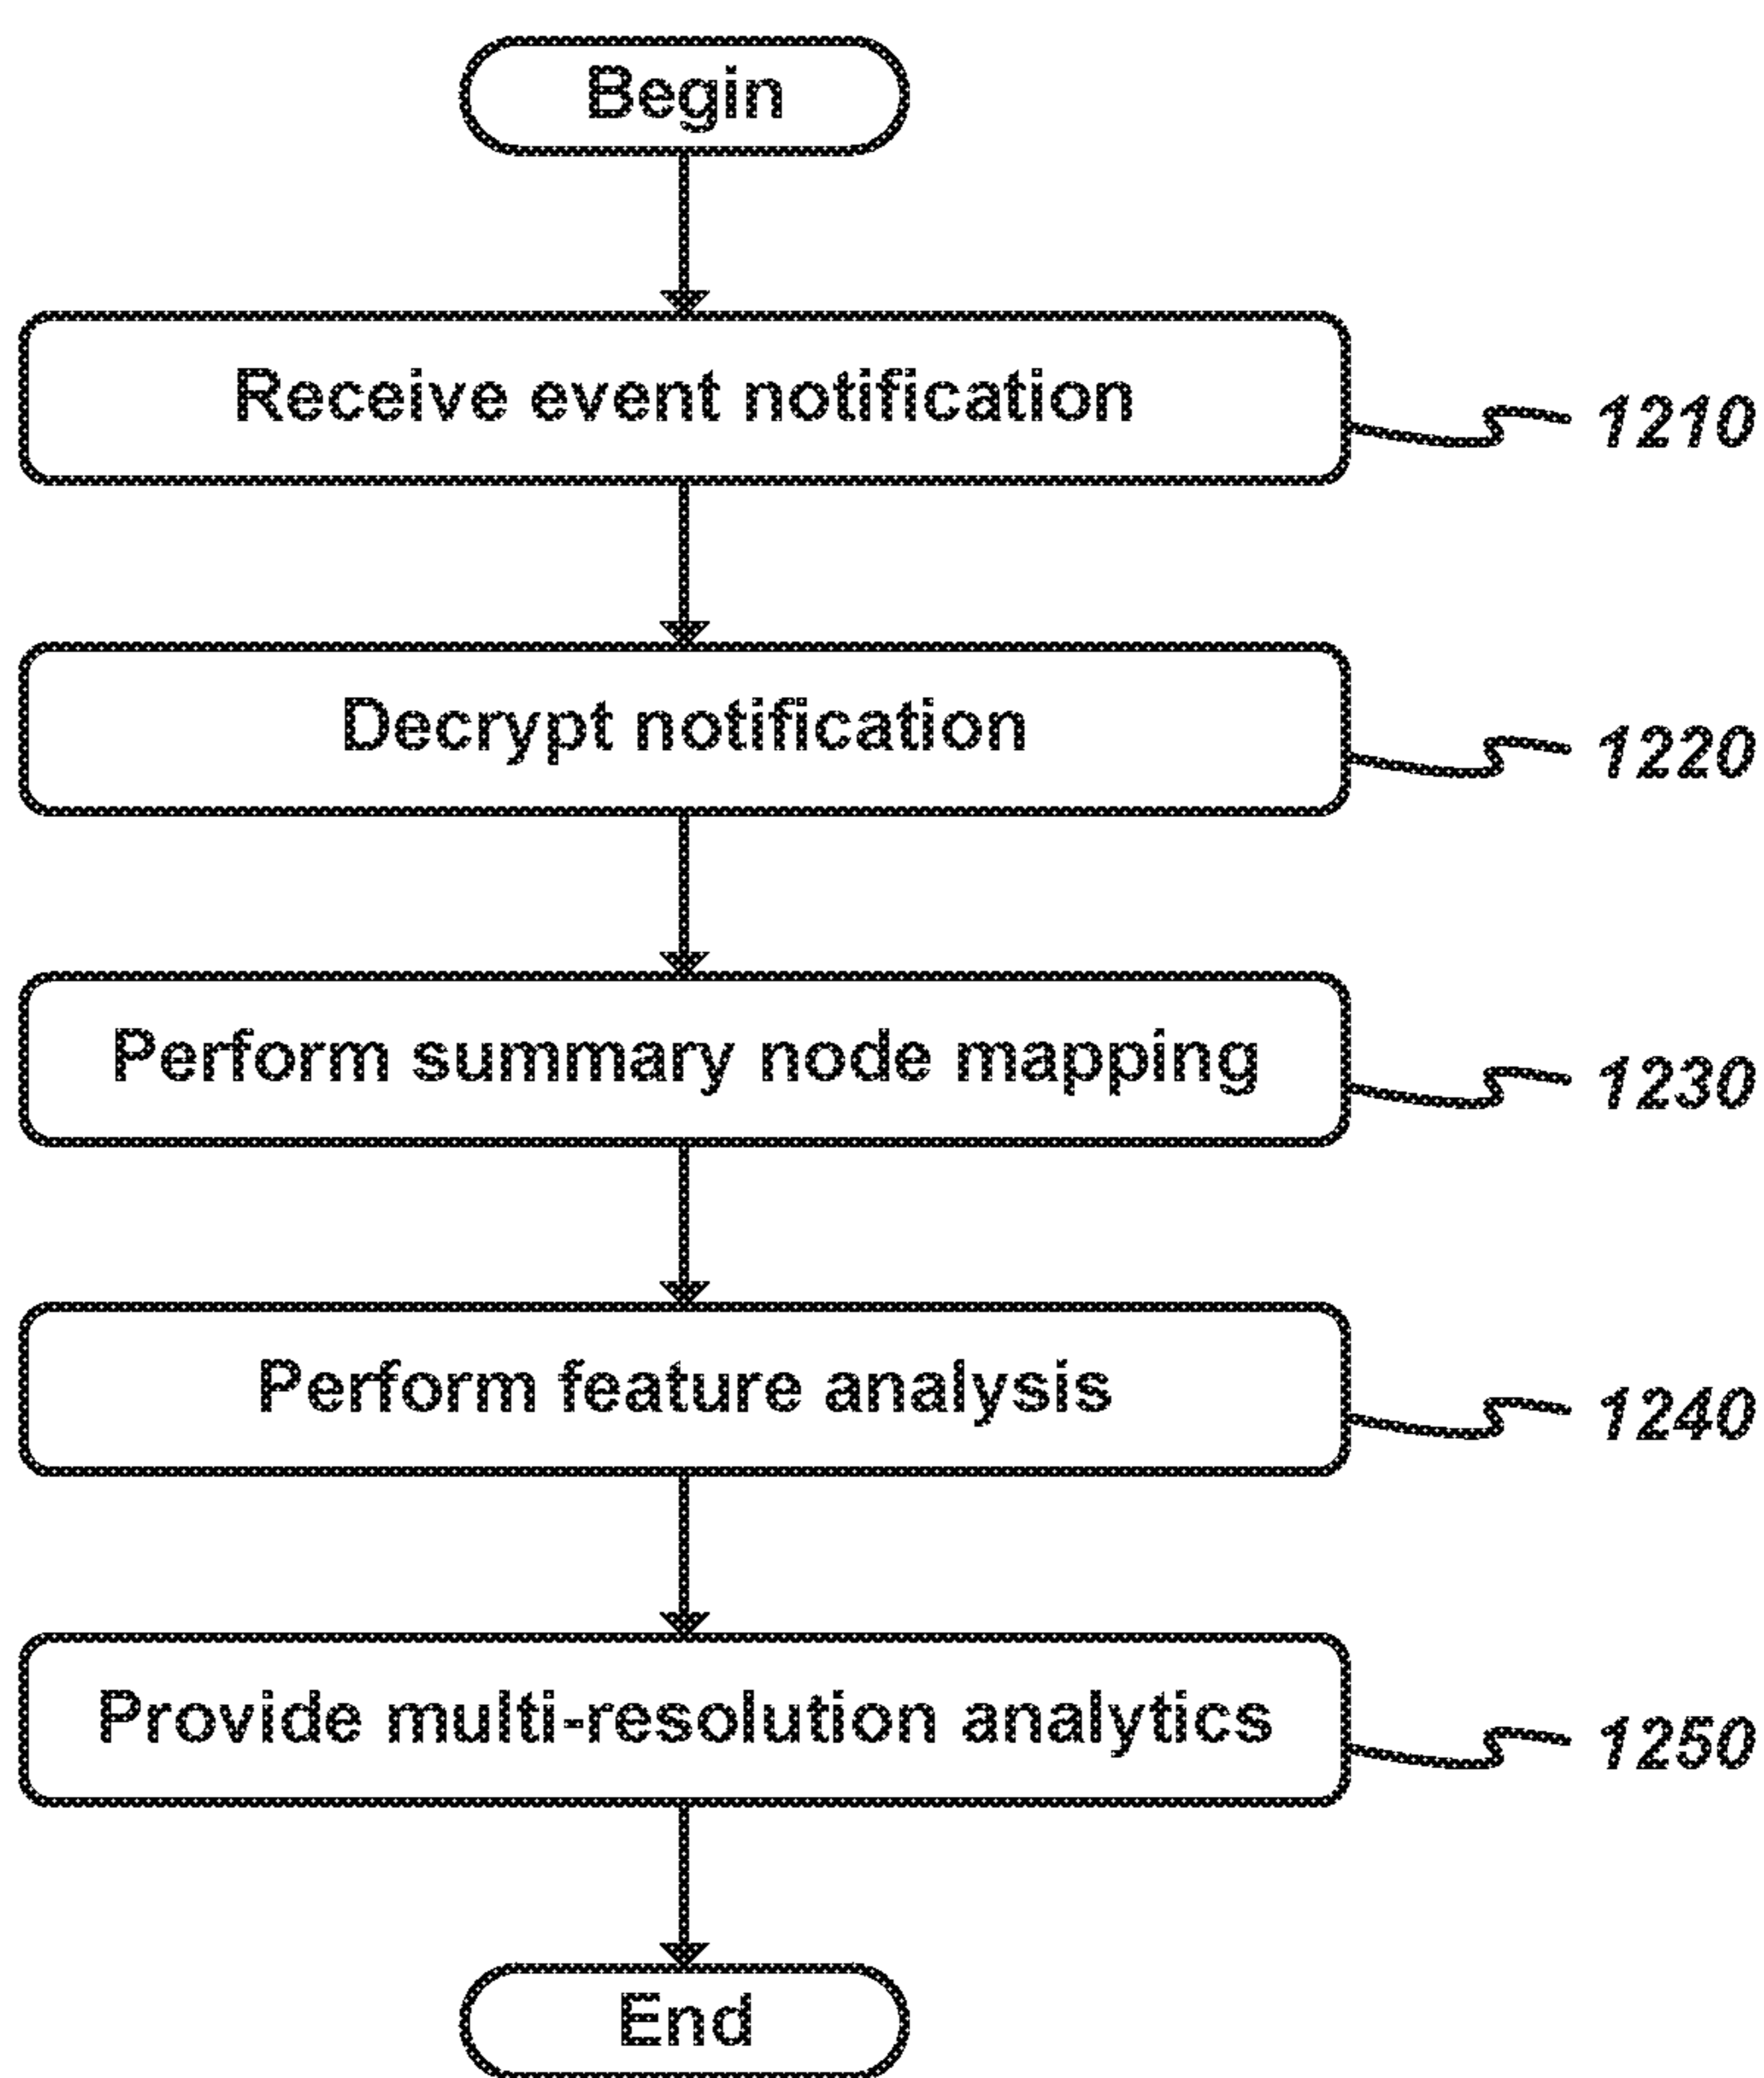 Begin
Receive event notification
1210
Decrypt notification
1220
Perform summary node mapping
1230
Perform feature analysis
1240
Provide multi-resolution analytics
1250
End